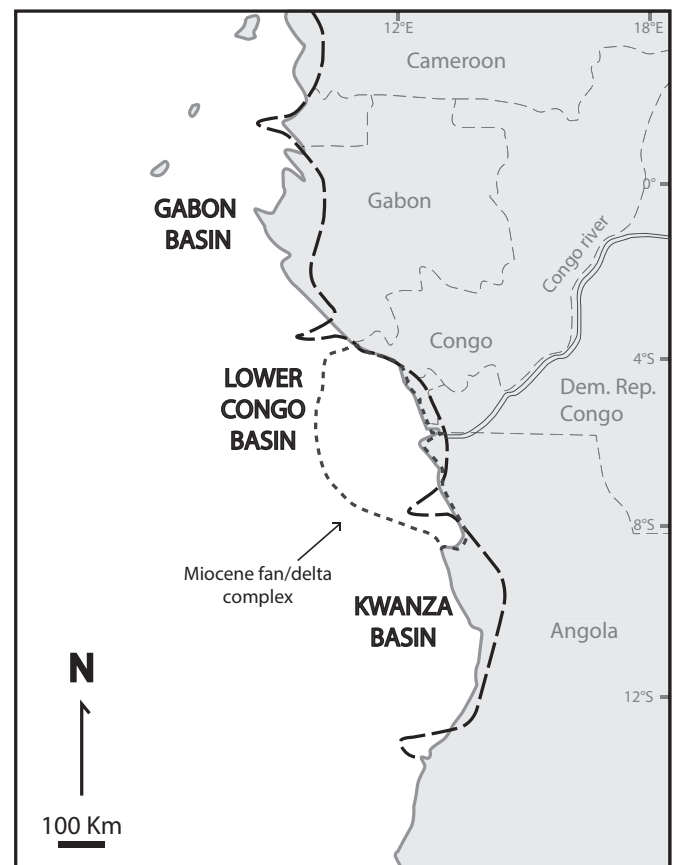 12°E
18°E
Cameroon
0°
GABON
BASIN
Gabon
Congo river
Congo
4°S
LOWER
CONGO
BASIN
Dem. Rep.
Congo
8°S
Miocene fan/delta
complex
KWANZA
BASIN
Angola
N
12°S
100 Km